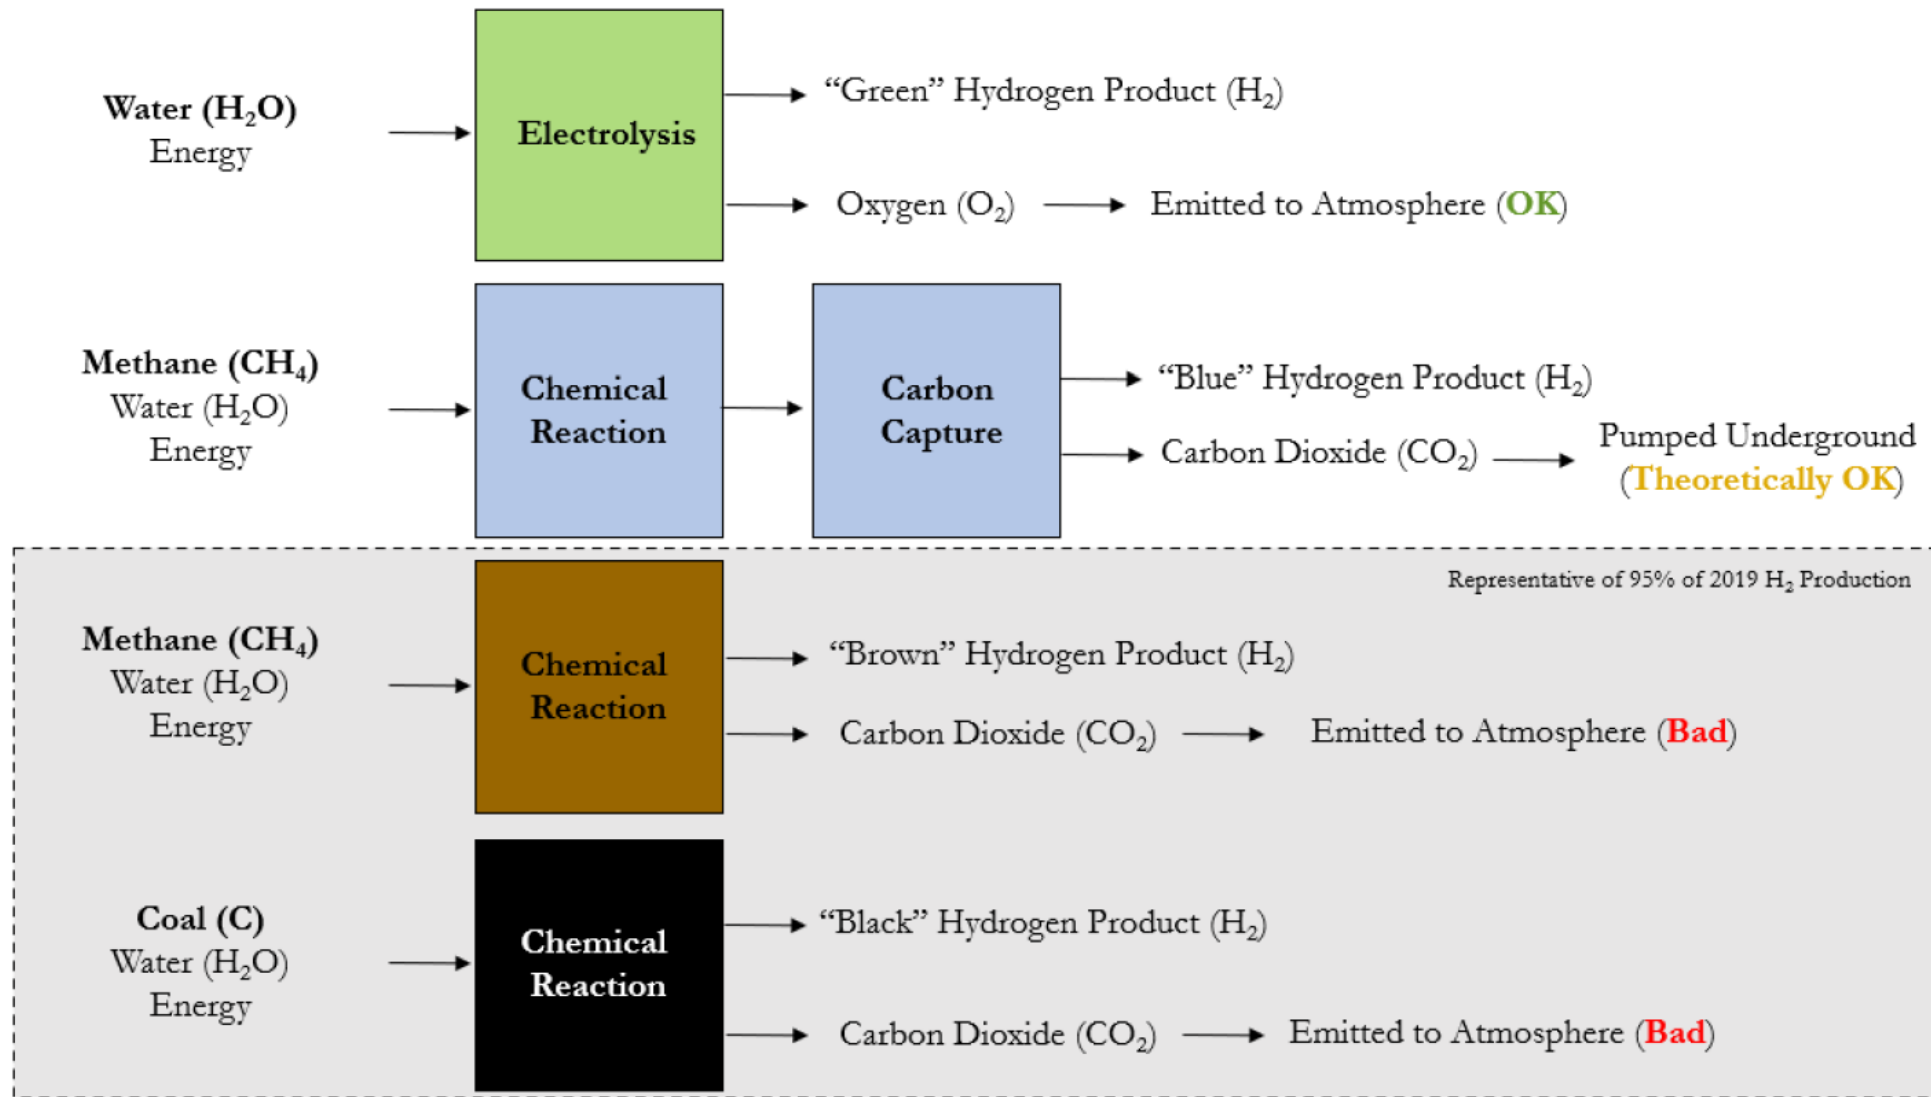 Water (H₂O)
Energy
Electrolysis
“Green” Hydrogen Product (H₂)
Oxygen (O₂)
Emitted to Atmosphere (OK)
Methane (CH₄)
Water (H₂O)
Energy
Chemical
Reaction
Carbon
Capture
“Blue” Hydrogen Product (H₂)
Carbon Dioxide (CO₂)
Pumped Underground
(Theoretically OK)
Representative of 95% of 2019 H₂ Production
Methane (CH₄)
Water (H₂O)
Energy
Chemical
Reaction
“Brown” Hydrogen Product (H₂)
Carbon Dioxide (CO₂)
Emitted to Atmosphere (Bad)
Coal (C)
Water (H₂O)
Energy
Chemical
Reaction
“Black” Hydrogen Product (H₂)
Carbon Dioxide (CO₂)
Emitted to Atmosphere (Bad)